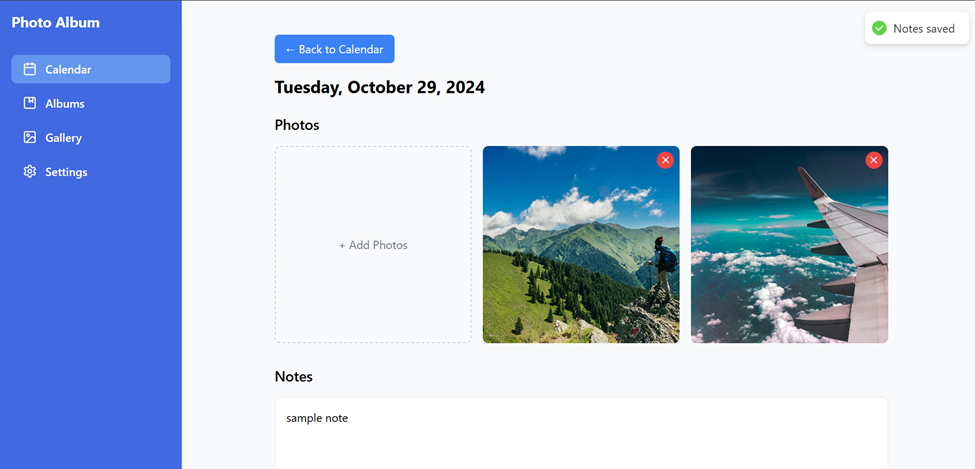 Photo Album
Calendar
Albums
Gallery
Settings
← Back to Calendar
Tuesday, October 29, 2024
Photos
+ Add Photos
Notes
sample note
Notes saved